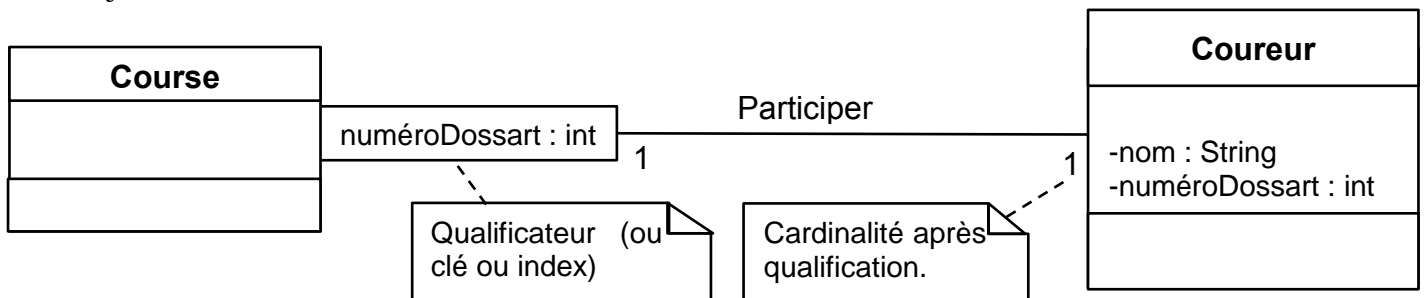 Course
numéroDossart : int
1
Participer
1
Coureur
-nom : String
-numéroDossart : int
Qualificateur (ou
clé ou index)
Cardinalité après
qualification.